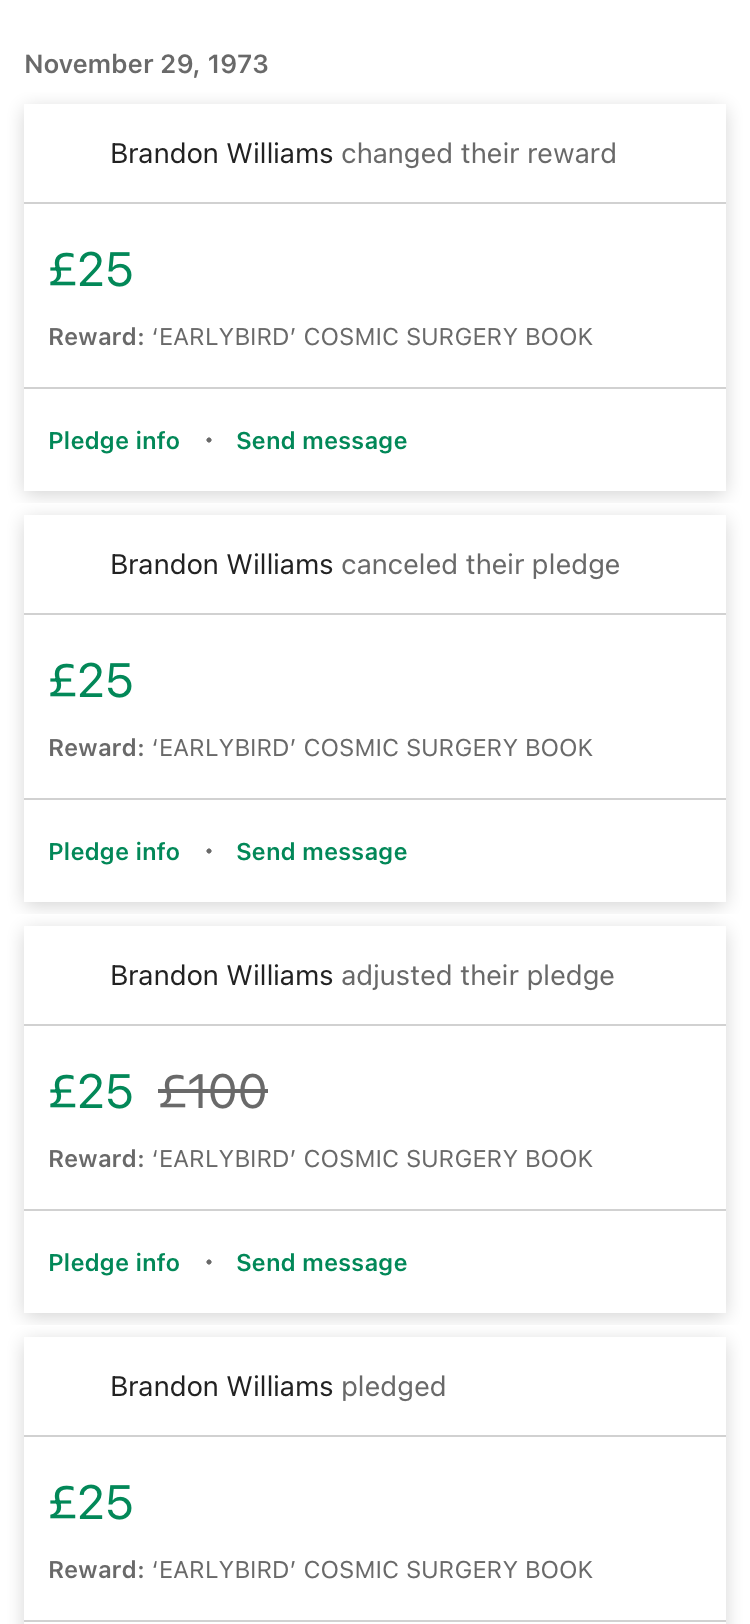 November 29, 1973
Brandon Williams changed their reward
£25
Reward: ‘EARLYBIRD’ COSMIC SURGERY BOOK
Pledge info • Send message
Brandon Williams canceled their pledge
£25
Reward: ‘EARLYBIRD’ COSMIC SURGERY BOOK
Pledge info • Send message
Brandon Williams adjusted their pledge
£25 £100
Reward: ‘EARLYBIRD’ COSMIC SURGERY BOOK
Pledge info • Send message
Brandon Williams pledged
£25
Reward: ‘EARLYBIRD’ COSMIC SURGERY BOOK